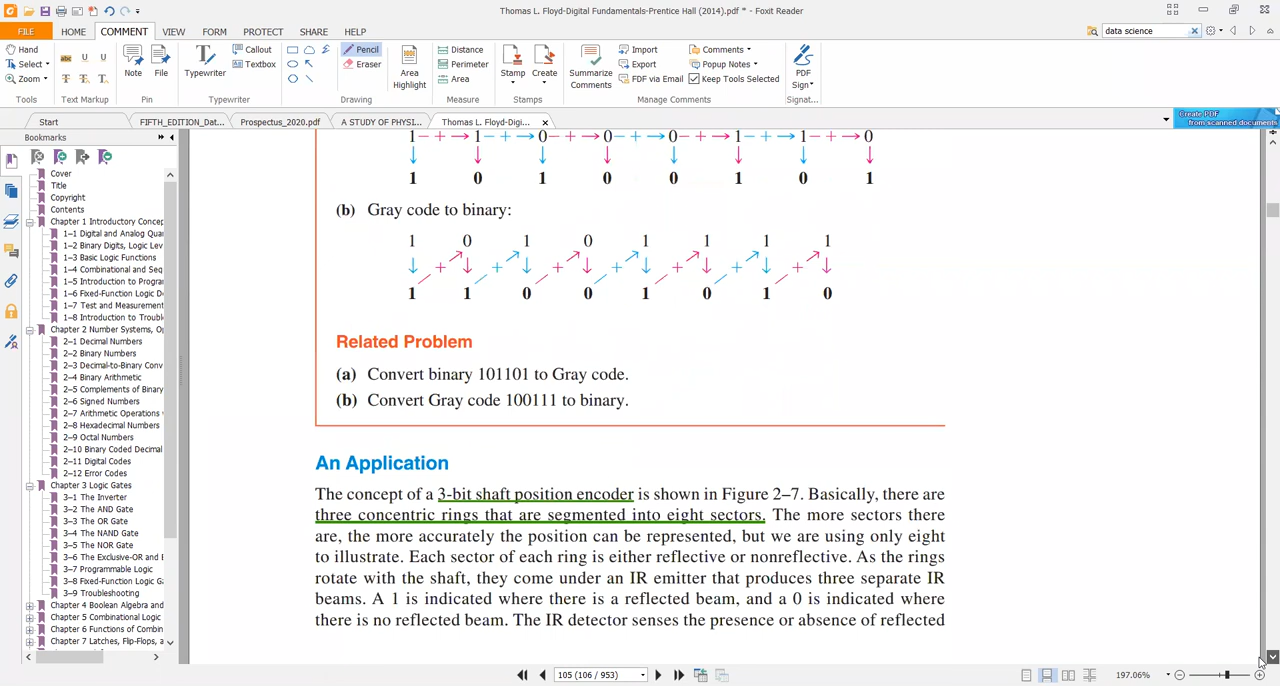 Thomas L. Floyd-Digital Fundamentals-Prentice Hall (2014).pdf * - Foxit Reader
FILE HOME COMMENT VIEW FORM PROTECT SHARE HELP data science
Hand
Select
Zoom
Tools
Text Markup
Note File
Pin
Typewriter
Callout
Textbox
Typewriter
Pencil
Eraser
Drawing
Area
Highlight
Distance
Perimeter
Area
Measure
Stamp Create
Stamps
Summarize
Comments
Import
Export
FDF via Email
Comments
Popup Notes
Keep Tools Selected
Manage Comments
PDF
Sign
Signat...
Start FIFTH_EDITION_Dat... Prospectus_2020.pdf A STUDY OF PHYSI... Thomas L. Floyd-Digi...
Create PDF
from scanned documents
Bookmarks
Cover
Title
Copyright
Contents
Chapter 1 Introductory Concep
1–1 Digital and Analog Qua
1–2 Binary Digits, Logic Lev
1–3 Basic Logic Functions
1–4 Combinational and Seq
1–5 Introduction to Program
1–6 Fixed-Function Logic D
1–7 Test and Measurement
1–8 Introduction to Troubl
Chapter 2 Number Systems, Op
2–1 Decimal Numbers
2–2 Binary Numbers
2–3 Decimal-to-Binary Conv
2–4 Binary Arithmetic
2–5 Complements of Binary
2–6 Signed Numbers
2–7 Arithmetic Operations
2–8 Hexadecimal Numbers
2–9 Octal Numbers
2–10 Binary Coded Decimal
2–11 Digital Codes
2–12 Error Codes
Chapter 3 Logic Gates
3–1 The Inverter
3–2 The AND Gate
3–3 The OR Gate
3–4 The NAND Gate
3–5 The NOR Gate
3–6 The Exclusive-OR and E
3–7 Programmable Logic
3–8 Fixed-Function Logic Ga
3–9 Troubleshooting
Chapter 4 Boolean Algebra and
Chapter 5 Combinational Logic
Chapter 6 Functions of Combin
Chapter 7 Latches, Flip-Flops, a
1 – + → 1 – + → 0 – + → 0 – + → 0 – + → 1 – + → 1 – + → 0
1 0 1 0 0 1 0 1
(b) Gray code to binary:
1 0 1 0 1 1 1 1
+ + + + + + +
1 1 0 0 1 0 1 0
Related Problem
(a) Convert binary 101101 to Gray code.
(b) Convert Gray code 100111 to binary.
An Application
The concept of a 3-bit shaft position encoder is shown in Figure 2–7. Basically, there are
three concentric rings that are segmented into eight sectors. The more sectors there
are, the more accurately the position can be represented, but we are using only eight
to illustrate. Each sector of each ring is either reflective or nonreflective. As the rings
rotate with the shaft, they come under an IR emitter that produces three separate IR
beams. A 1 is indicated where there is a reflected beam, and a 0 is indicated where
there is no reflected beam. The IR detector senses the presence or absence of reflected
105 (106 / 953)
197.06%